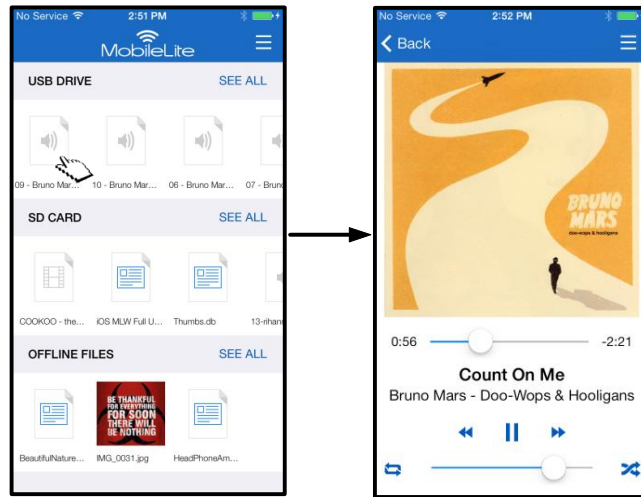 No Service 2:51 PM
MobileLite
USB DRIVE SEE ALL
09 - Bruno Mar... 10 - Bruno Mar... 06 - Bruno Mar... 07 - Brun
SD CARD SEE ALL
COOKOO - the... iOS MLW Full U... Thumbs.db 13-rihan
OFFLINE FILES SEE ALL
BE THANKFUL
FOR EVERYTHING
FOR SOON
THERE WILL
BE NOTHING
BeautifulNature... IMG_0031.jpg HeadPhoneAm...
No Service 2:52 PM
Back
BRUNO
MARS
doo-wops & hooligans
0:56 -2:21
Count On Me
Bruno Mars - Doo-Wops & Hooligans